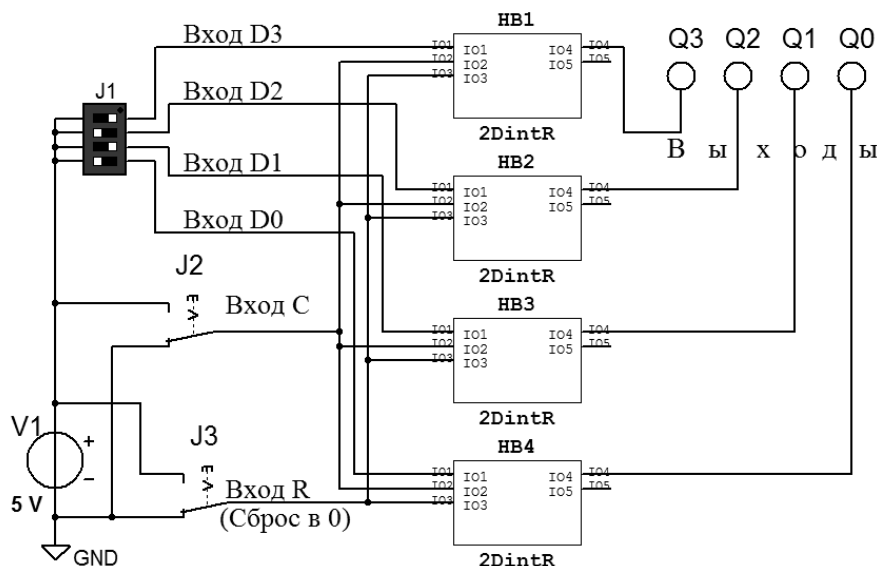 HB1
Вход D3
IO1
IO2
IO3
IO1
IO2
IO3
IO4
IO5
IO4
IO5
Q3 Q2 Q1 Q0
J1
Вход D2
2DintR
В ы х о д ы
HB2
Вход D1
IO1
IO2
IO3
IO1
IO2
IO3
IO4
IO5
IO4
IO5
Вход D0
2DintR
J2
Вход C
HB3
IO1
IO2
IO3
IO1
IO2
IO3
IO4
IO5
IO4
IO5
2DintR
V1
+
−
5 V
J3
HB4
Вход R
(Сброс в 0)
IO1
IO2
IO3
IO1
IO2
IO3
IO4
IO5
IO4
IO5
GND
2DintR